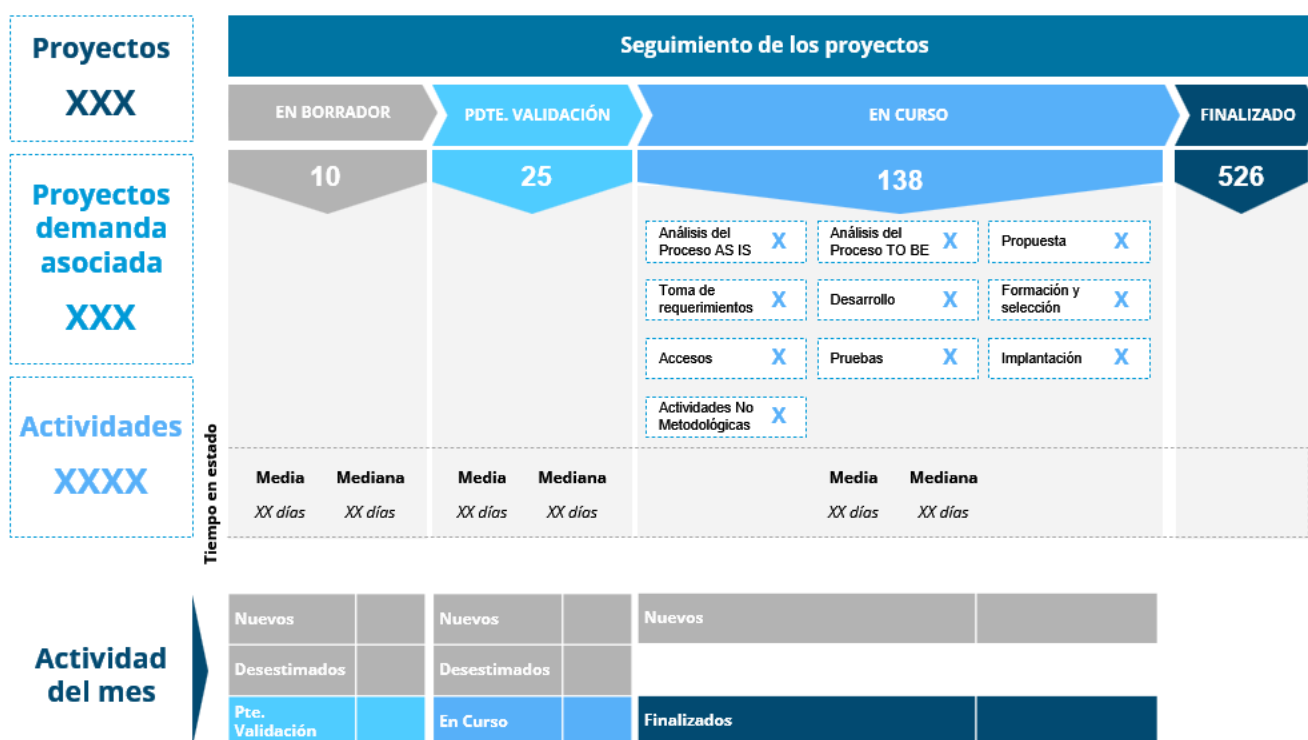 Proyectos
XXX
Proyectos
demanda
asociada
XXX
Actividades
XXXX
Seguimiento de los proyectos
EN BORRADOR
PDTE. VALIDACIÓN
EN CURSO
FINALIZADO
10
25
138
526
Análisis del
Proceso AS IS
X
Análisis del
Proceso TO BE
X
Propuesta
X
Toma de
requerimientos
X
Desarrollo
X
Formación y
selección
X
Accesos
X
Pruebas
X
Implantación
X
Actividades No
Metodológicas
X
Tiempo en estado
Media
Mediana
Media
Mediana
Media
Mediana
XX días
XX días
XX días
XX días
XX días
XX días
Actividad
del mes
Nuevos
Nuevos
Nuevos
Desestimados
Desestimados
Pte.
Validación
En Curso
Finalizados